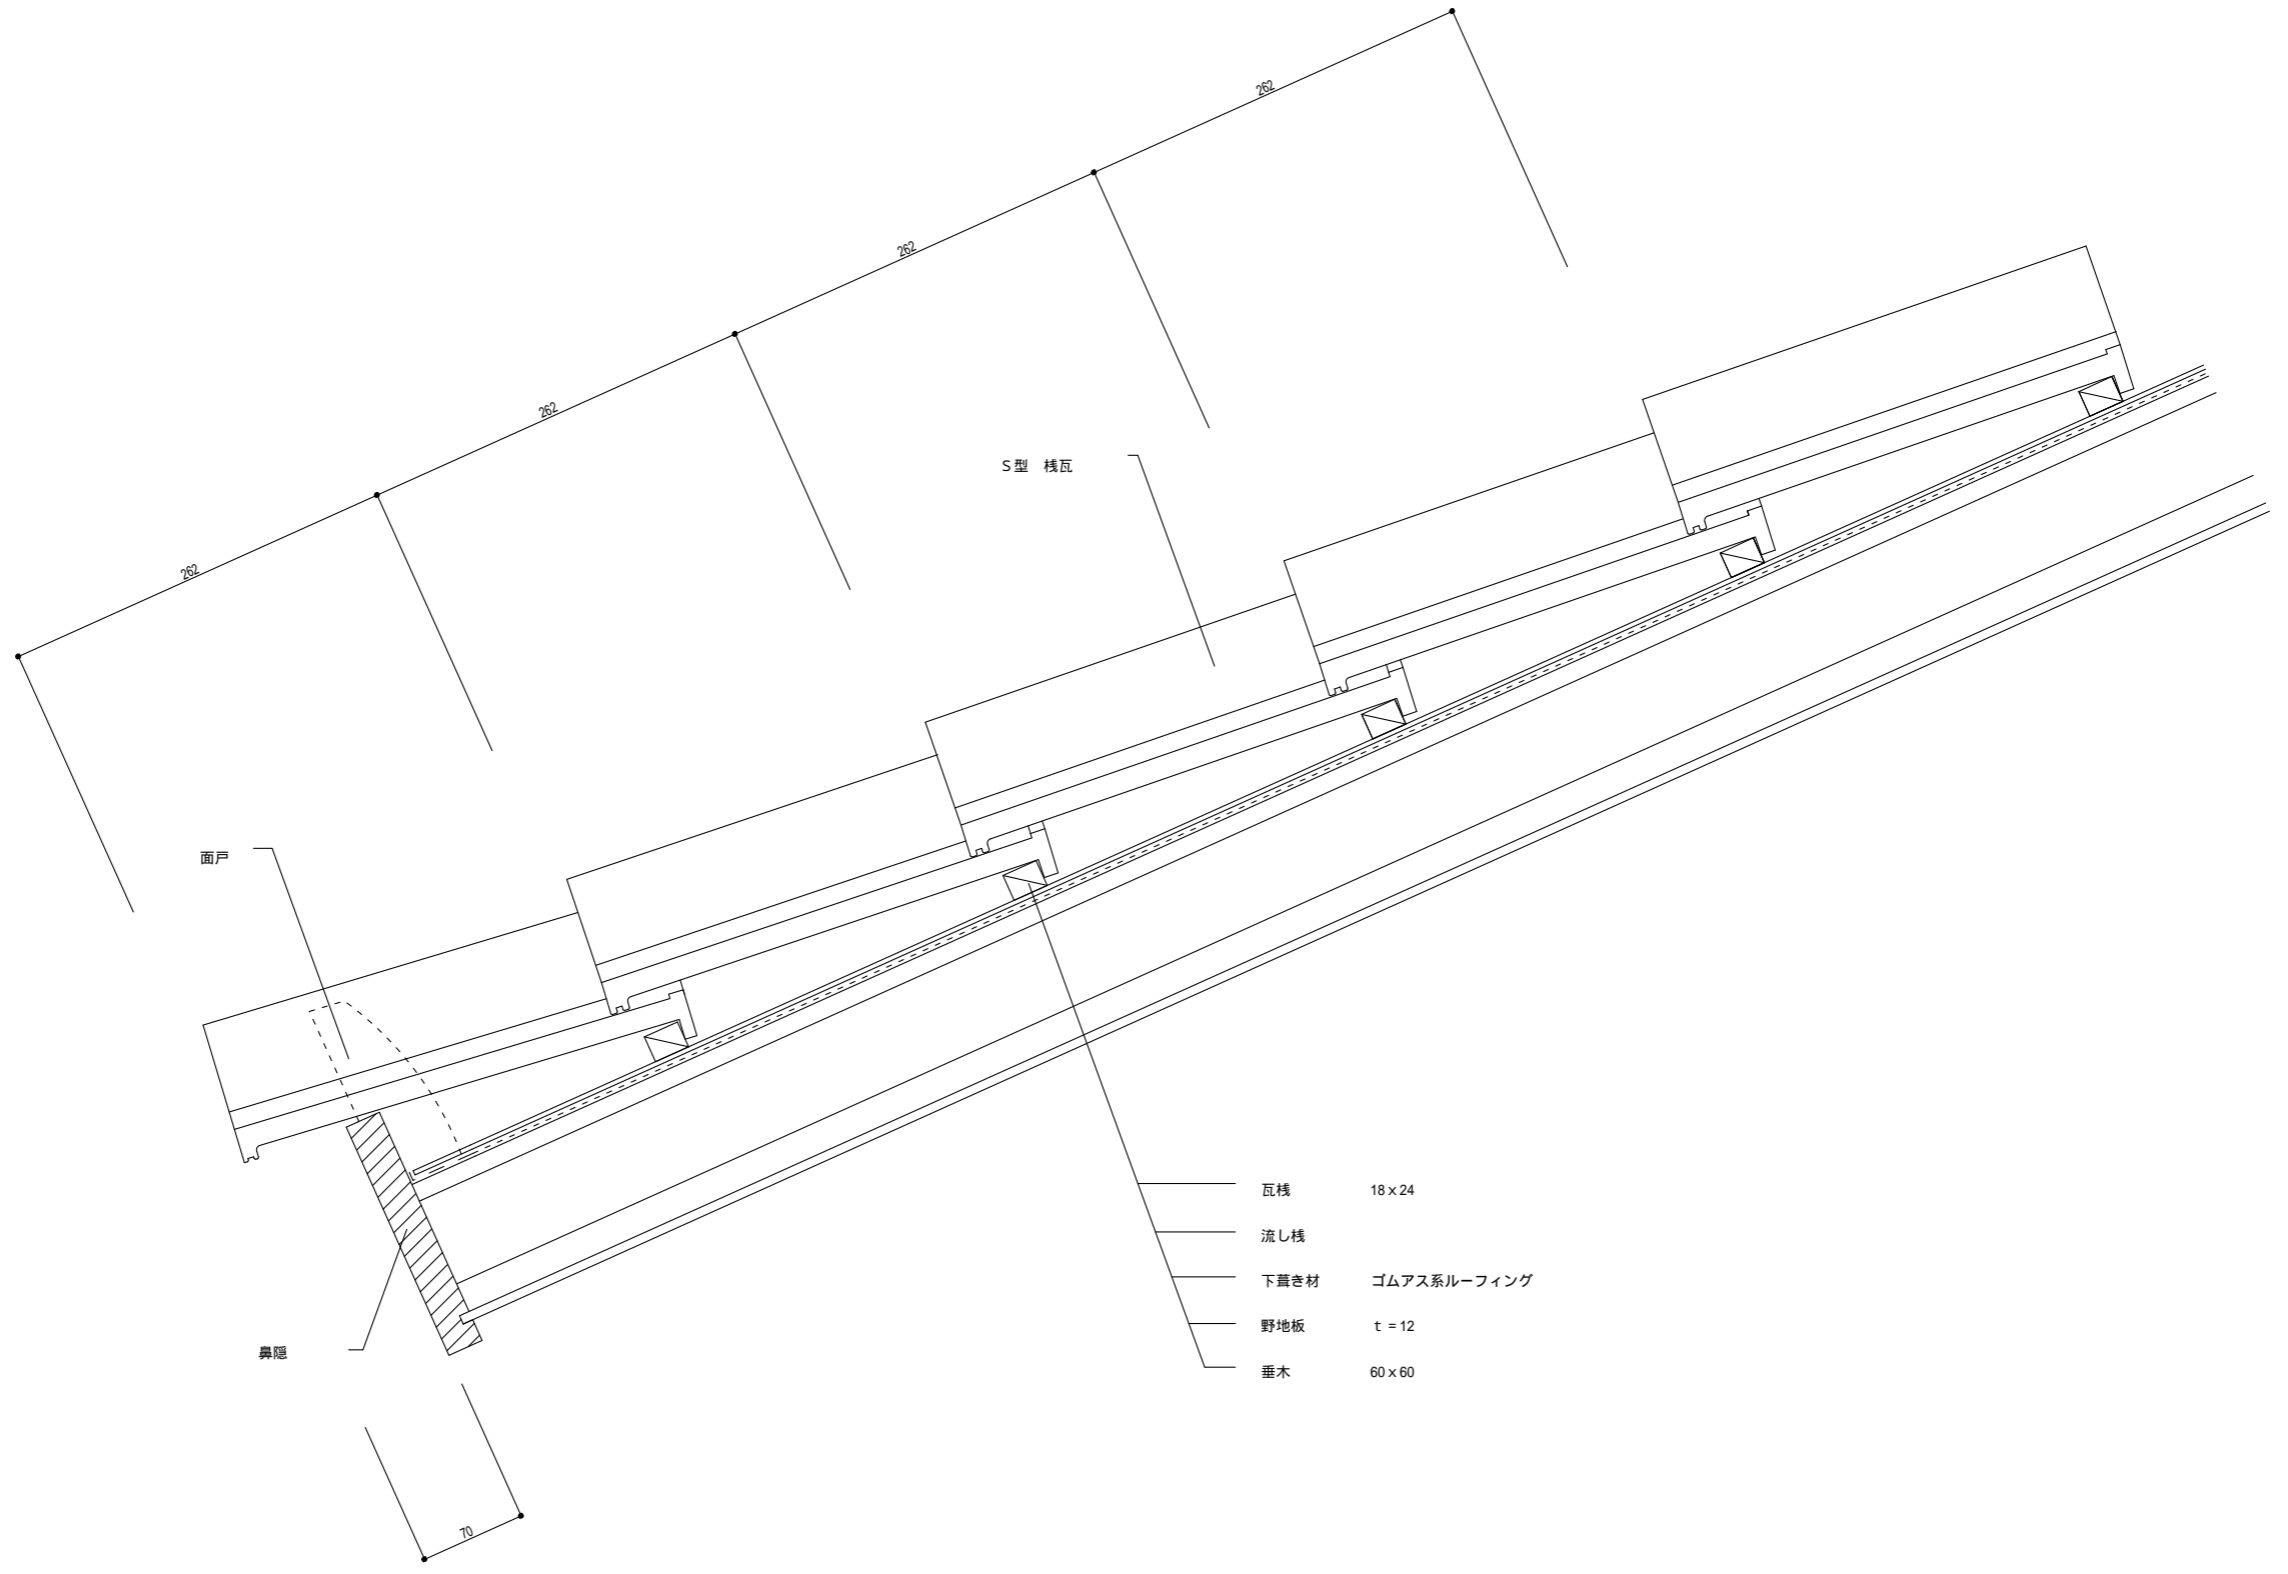 262
262
262
262
S型　桟瓦
面戸
瓦桟　18x24
流し桟
下葺き材　ゴムアス系ルーフィング
野地板　t=12
垂木　60x60
鼻隠
70